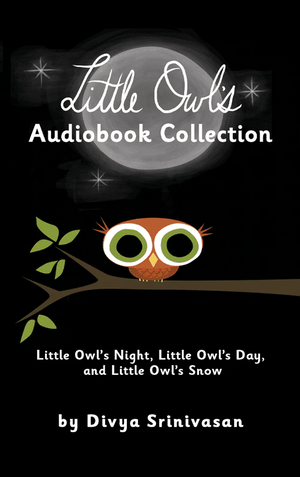 Little Owl's
Audiobook Collection
Little Owl's Night, Little Owl's Day,
and Little Owl's Snow
by Divya Srinivasan